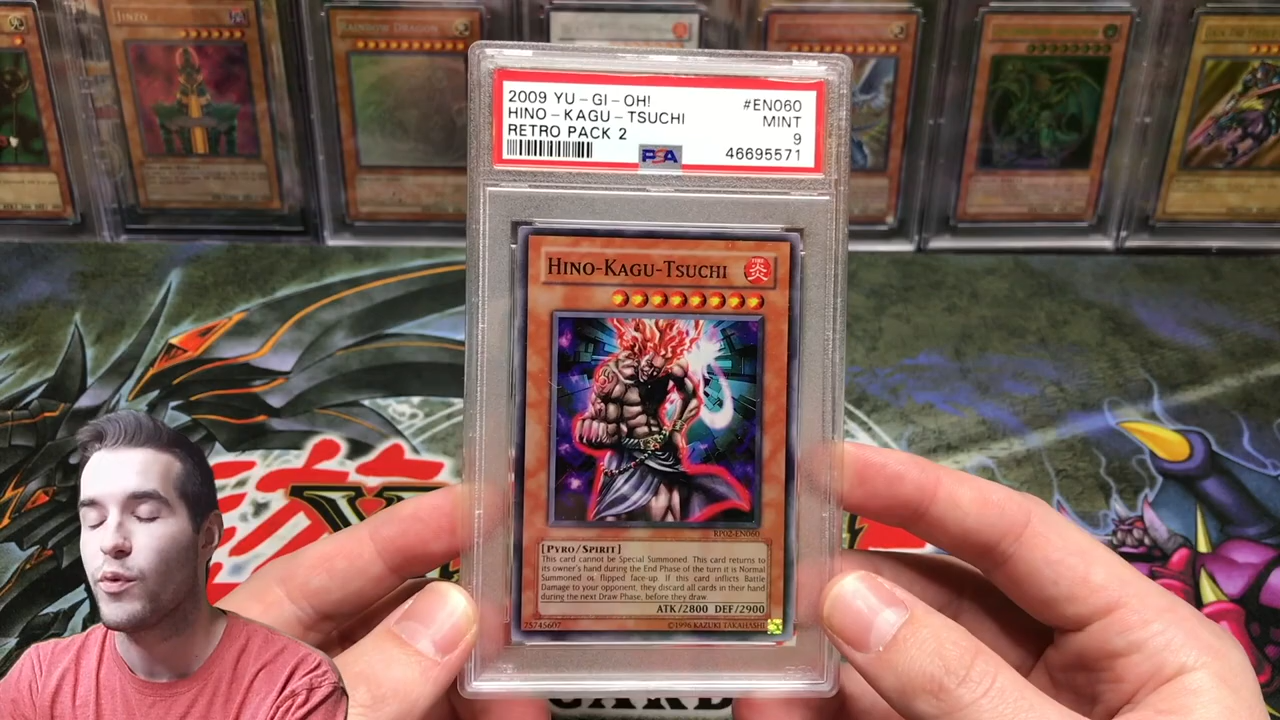 JINZO
RAINBOW DRAGON
2009 YU-GI-OH! #EN060
HINO-KAGU-TSUCHI MINT
RETRO PACK 2 9
PSA 46695571
HINO-KAGU-TSUCHI
炎
RP02-EN060
[PYRO/SPIRIT]
This card cannot be Special Summoned. This card returns to
its owner's hand during the End Phase of the turn it is Normal
Summoned or flipped face-up. If this card inflicts Battle
Damage to your opponent, they discard all cards in their hand
during the next Draw Phase, before they draw.
ATK/2800 DEF/2900
75745607 ©1996 KAZUKI TAKAHASHI
CARD